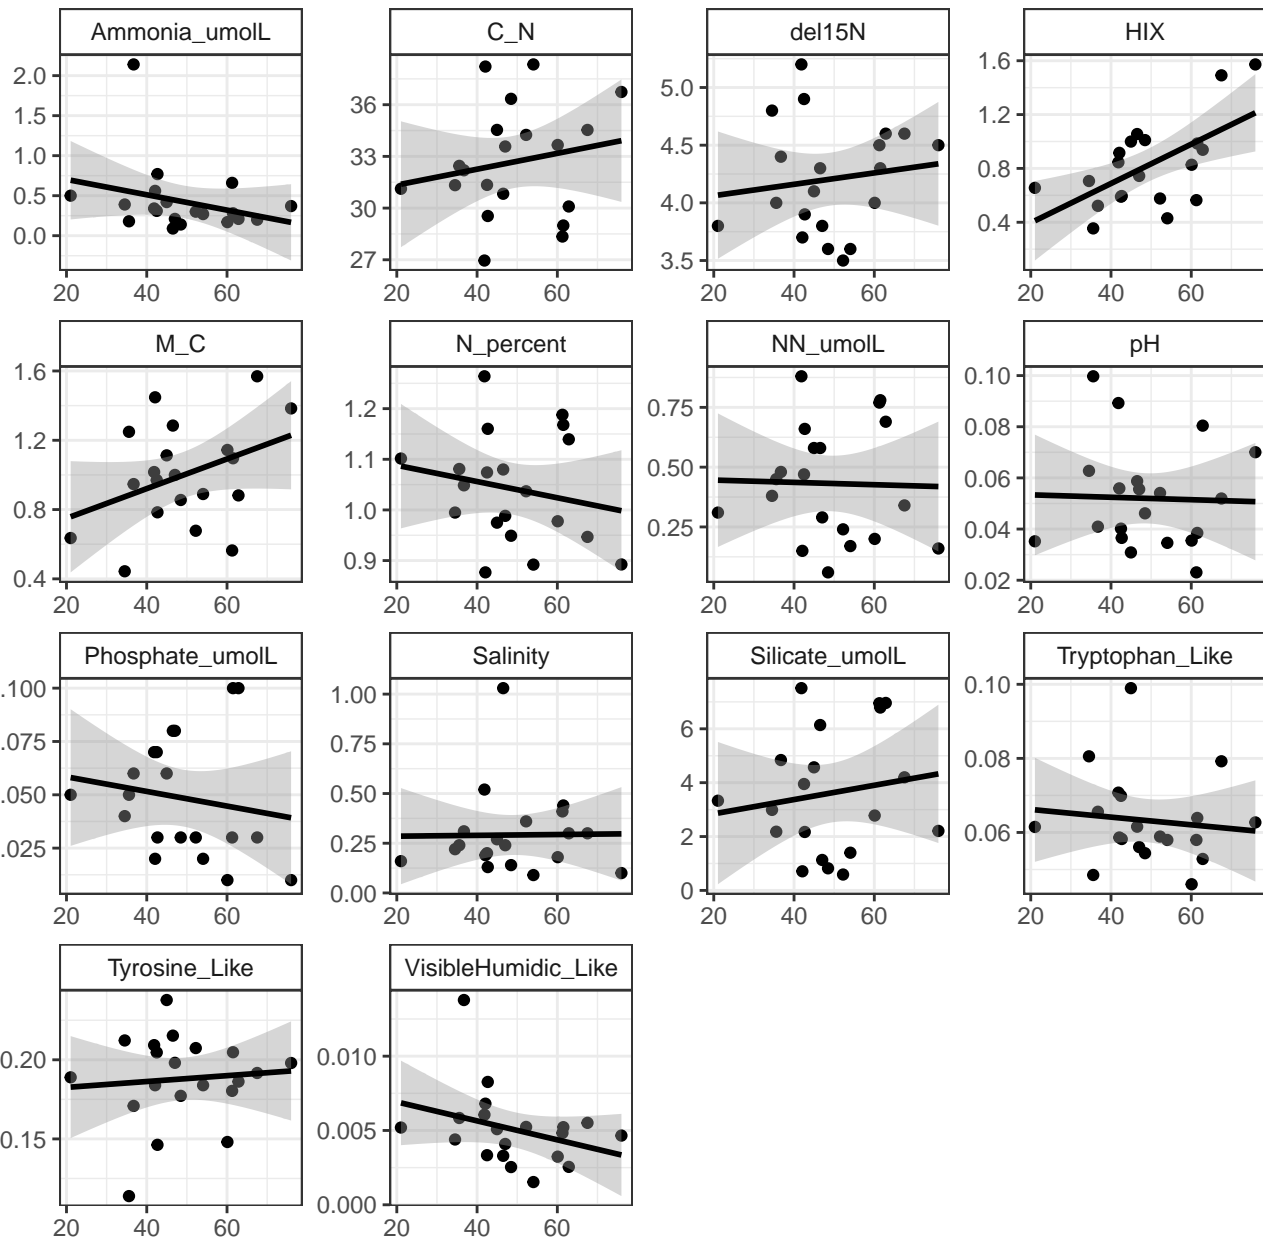 Ammonia_umolL C_N del15N HIX
2.0 1.5 1.0 0.5 0.0
36 33 30 27
5.0 4.5 4.0 3.5
1.6 1.2 0.8 0.4
20 40 60 20 40 60 20 40 60 20 40 60
M_C N_percent NN_umolL pH
1.6 1.2 0.8 0.4
1.2 1.1 1.0 0.9
0.75 0.50 0.25
0.10 0.08 0.06 0.04 0.02
20 40 60 20 40 60 20 40 60 20 40 60
Phosphate_umolL Salinity Silicate_umolL Tryptophan_Like
.100 .075 .050 .025
1.00 0.75 0.50 0.25 0.00
6 4 2 0
0.10 0.08 0.06
20 40 60 20 40 60 20 40 60 20 40 60
Tyrosine_Like VisibleHumidic_Like
0.20 0.15
0.010 0.005 0.000
20 40 60 20 40 60